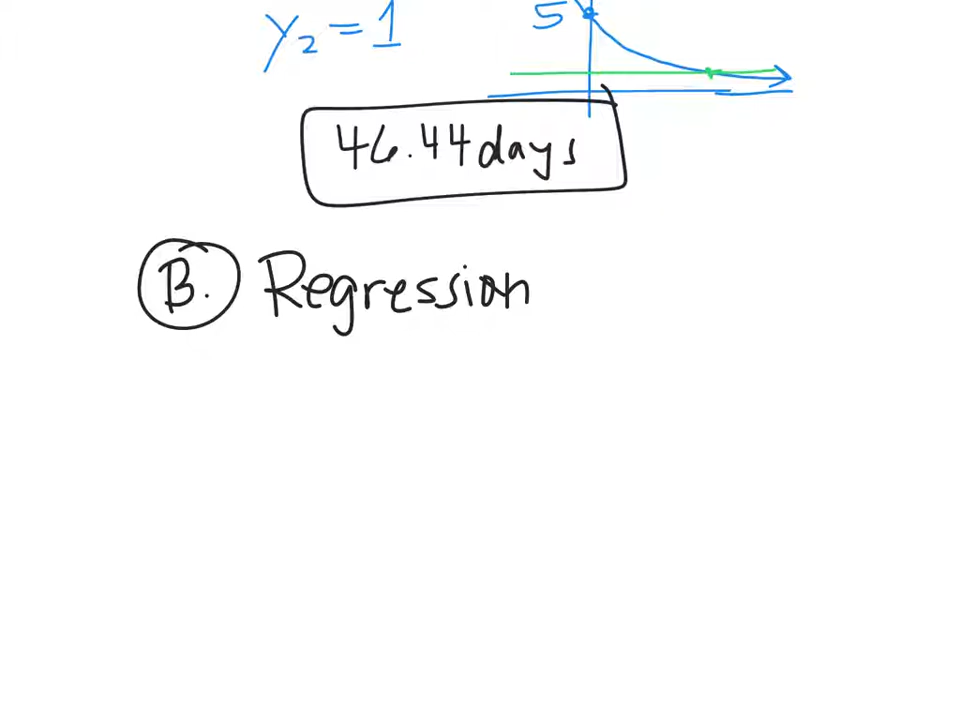 y₂ = 1
5
46.44 days
B. Regression